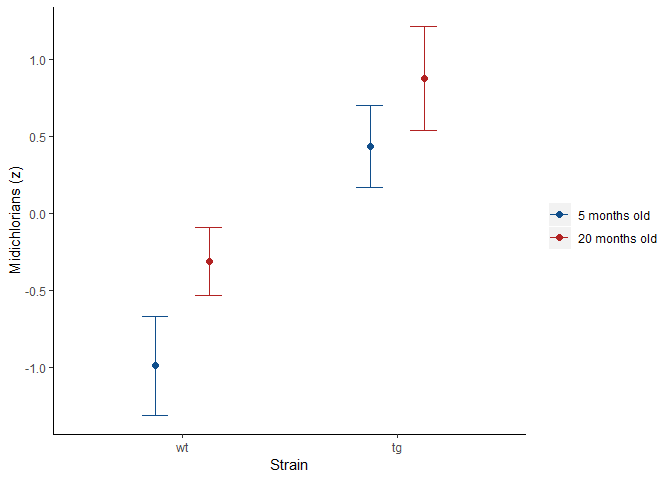 1.0
0.5
0.0
-0.5
-1.0
Midichlorians (z)
wt
tg
Strain
5 months old
20 months old